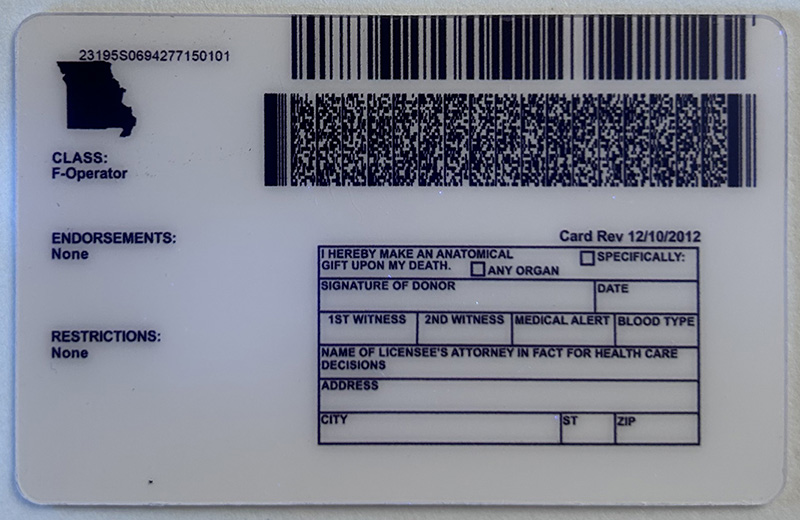 23195S0694277150101
CLASS:
F-Operator
ENDORSEMENTS:
None
RESTRICTIONS:
None
Card Rev 12/10/2012
I HEREBY MAKE AN ANATOMICAL
GIFT UPON MY DEATH. ANY ORGAN SPECIFICALLY:
SIGNATURE OF DONOR DATE
1ST WITNESS 2ND WITNESS MEDICAL ALERT BLOOD TYPE
NAME OF LICENSEE'S ATTORNEY IN FACT FOR HEALTH CARE
DECISIONS
ADDRESS
CITY ST ZIP